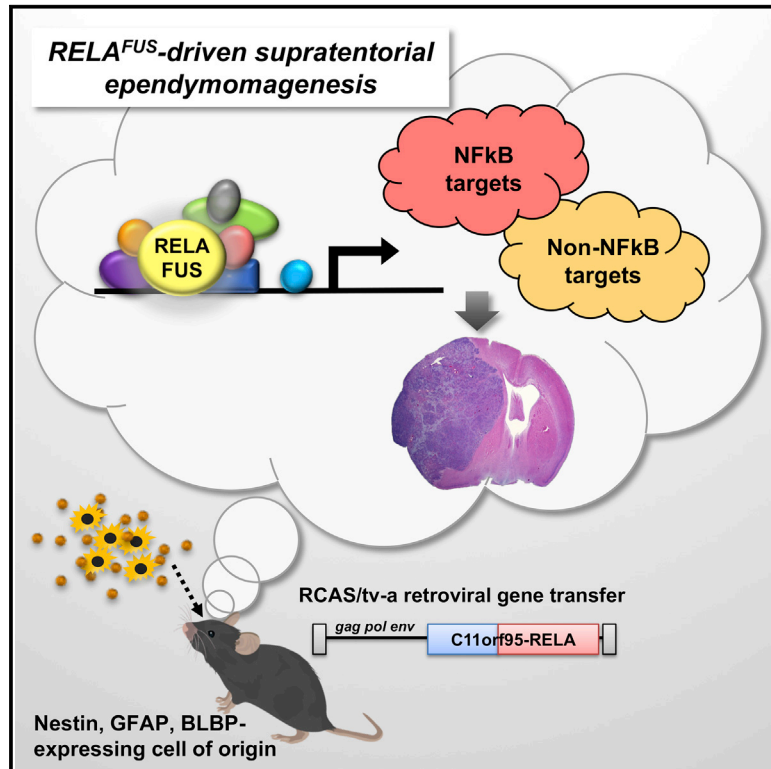 RELA^FUS-driven supratentorial
ependymomagenesis
NFkB
targets
RELA
FUS
Non-NFkB
targets
RCAS/tv-a retroviral gene transfer
gag pol env
C11orf95-RELA
Nestin, GFAP, BLBP-
expressing cell of origin